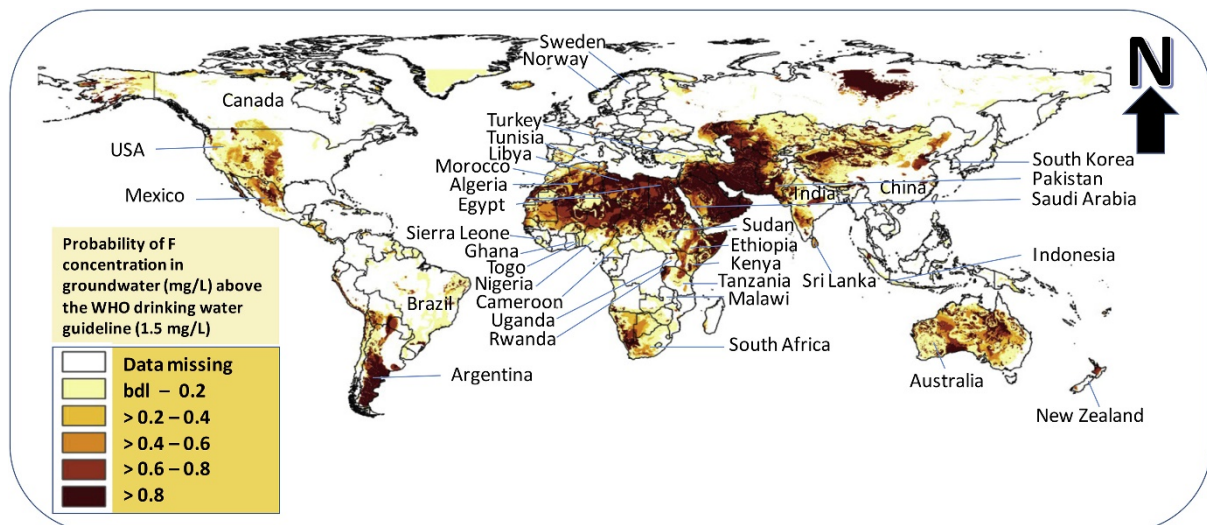 Sweden
Norway
N
Canada
Turkey
Tunisia
USA
Libya
South Korea
Morocco
China
Pakistan
Mexico
Algeria
India
Saudi Arabia
Egypt
Sudan
Sierra Leone
Ethiopia
Indonesia
Ghana
Kenya
Togo
Tanzania
Sri Lanka
Nigeria
Malawi
Brazil
Cameroon
Uganda
Rwanda
South Africa
Argentina
Australia
New Zealand
Probability of F
concentration in
groundwater (mg/L) above
the WHO drinking water
guideline (1.5 mg/L)
Data missing
bdl – 0.2
> 0.2 – 0.4
> 0.4 – 0.6
> 0.6 – 0.8
> 0.8